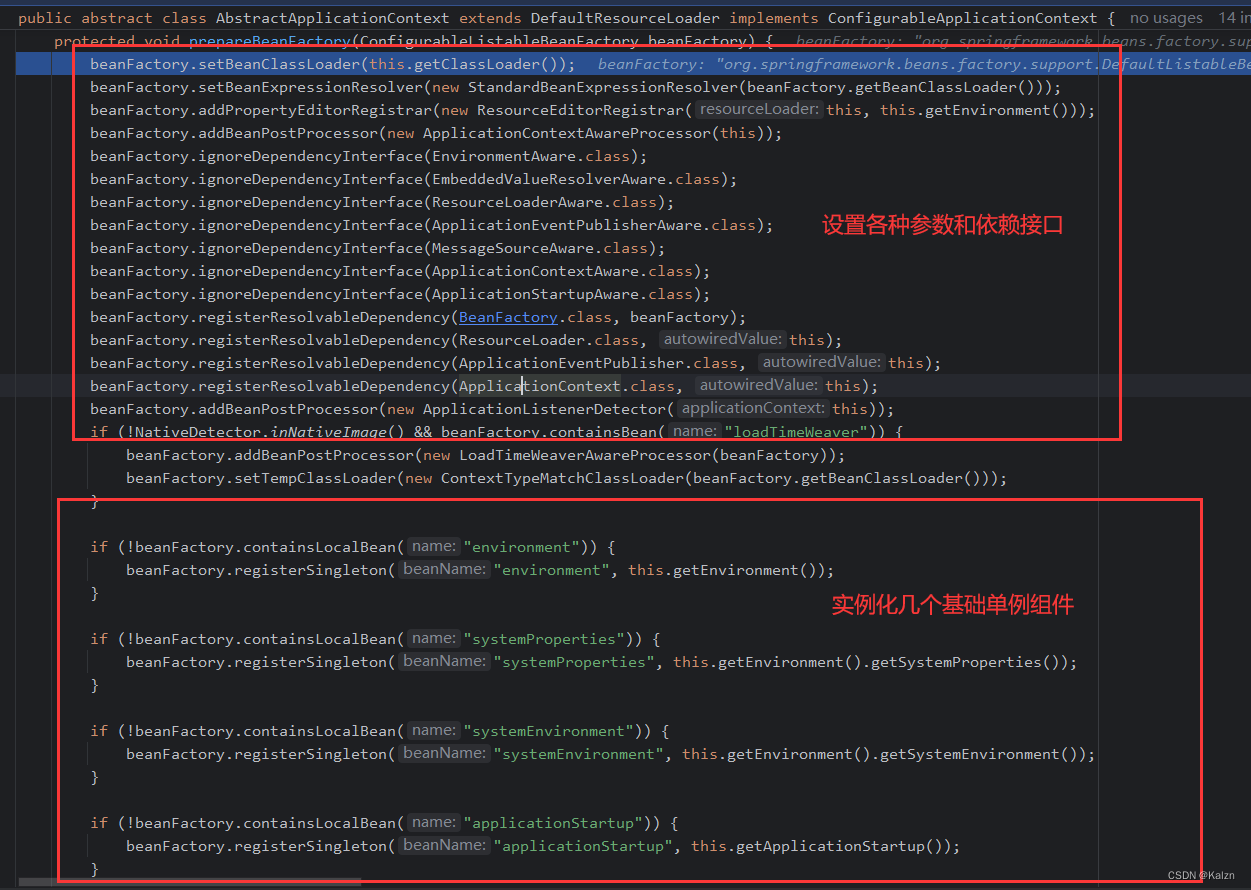 public abstract class AbstractApplicationContext extends DefaultResourceLoader implements ConfigurableApplicationContext { no usages 14 in
protected void prepareBeanFactory(ConfigurableListableBeanFactory beanFactory) { beanFactory: "org.springframework.beans.factory.sup
beanFactory.setBeanClassLoader(this.getClassLoader()); beanFactory: "org.springframework.beans.factory.support.DefaultListableBe
beanFactory.setBeanExpressionResolver(new StandardBeanExpressionResolver(beanFactory.getBeanClassLoader()));
beanFactory.addPropertyEditorRegistrar(new ResourceEditorRegistrar( resourceLoader: this, this.getEnvironment()));
beanFactory.addBeanPostProcessor(new ApplicationContextAwareProcessor(this));
beanFactory.ignoreDependencyInterface(EnvironmentAware.class);
beanFactory.ignoreDependencyInterface(EmbeddedValueResolverAware.class);
beanFactory.ignoreDependencyInterface(ResourceLoaderAware.class);
beanFactory.ignoreDependencyInterface(ApplicationEventPublisherAware.class);
设置各种参数和依赖接口
beanFactory.ignoreDependencyInterface(MessageSourceAware.class);
beanFactory.ignoreDependencyInterface(ApplicationContextAware.class);
beanFactory.ignoreDependencyInterface(ApplicationStartupAware.class);
beanFactory.registerResolvableDependency(BeanFactory.class, beanFactory);
beanFactory.registerResolvableDependency(ResourceLoader.class, autowiredValue: this);
beanFactory.registerResolvableDependency(ApplicationEventPublisher.class, autowiredValue: this);
beanFactory.registerResolvableDependency(ApplicationContext.class, autowiredValue: this);
beanFactory.addBeanPostProcessor(new ApplicationListenerDetector( applicationContext: this));
if (!NativeDetector.inNativeImage() && beanFactory.containsBean( name: "loadTimeWeaver")) {
beanFactory.addBeanPostProcessor(new LoadTimeWeaverAwareProcessor(beanFactory));
beanFactory.setTempClassLoader(new ContextTypeMatchClassLoader(beanFactory.getBeanClassLoader()));
}
if (!beanFactory.containsLocalBean( name: "environment")) {
beanFactory.registerSingleton( beanName: "environment", this.getEnvironment());
}
实例化几个基础单例组件
if (!beanFactory.containsLocalBean( name: "systemProperties")) {
beanFactory.registerSingleton( beanName: "systemProperties", this.getEnvironment().getSystemProperties());
}
if (!beanFactory.containsLocalBean( name: "systemEnvironment")) {
beanFactory.registerSingleton( beanName: "systemEnvironment", this.getEnvironment().getSystemEnvironment());
}
if (!beanFactory.containsLocalBean( name: "applicationStartup")) {
beanFactory.registerSingleton( beanName: "applicationStartup", this.getApplicationStartup());
}
CSDN @Kalzn